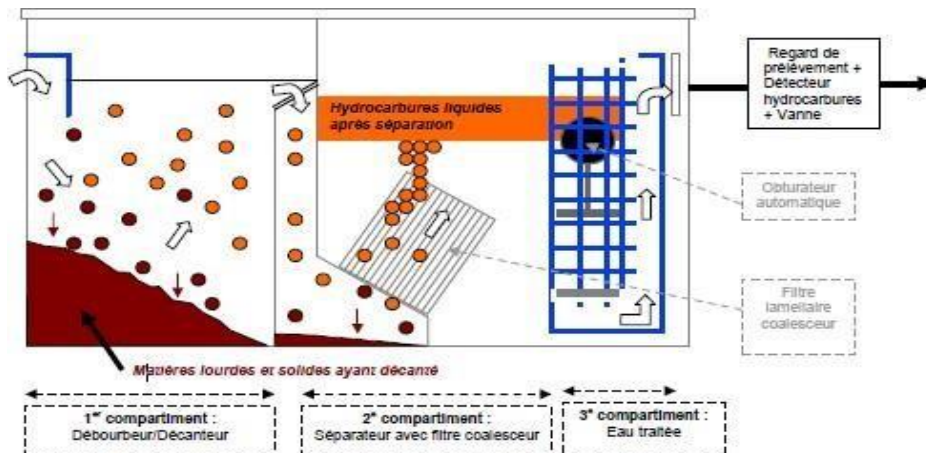 Regard de
prélèvement +
Détecteur
hydrocarbures
+ Vanne
Hydrocarbures liquides
après séparation
Obturateur
automatique
Filtre
lamellaire
coalesceur
Matières lourdes et solides ayant décanté
1er compartiment :
Débourbeur/Décanteur
2e compartiment :
Séparateur avec filtre coalesceur
3e compartiment :
Eau traitée